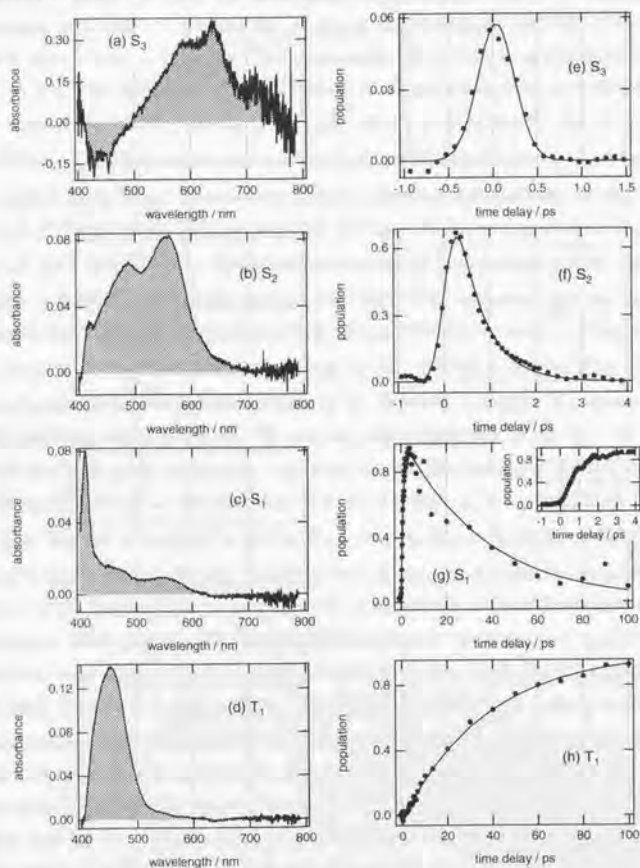 0.30
0.15
0.00
-0.15
absorbance
(a) S3
400 500 600 700 800
wavelength / nm
0.06
0.03
0.00
population
(e) S3
-1.0 -0.5 0.0 0.5 1.0 1.5
time delay / ps
0.08
0.04
0.00
absorbance
(b) S2
400 500 600 700 800
wavelength / nm
0.6
0.3
0.0
population
(f) S2
-1 0 1 2 3 4
time delay / ps
0.08
0.04
0.00
absorbance
(c) S1
400 500 600 700 800
wavelength / nm
0.8
0.4
0.0
population
(g) S1
0 20 40 60 80 100
time delay / ps
0.8
0.4
0.0
population
-1 0 1 2 3 4
time delay / ps
0.12
0.08
0.04
0.00
absorbance
(d) T1
400 500 600 700 800
wavelength / nm
0.8
0.4
0.0
population
(h) T1
0 20 40 60 80 100
time delay / ps